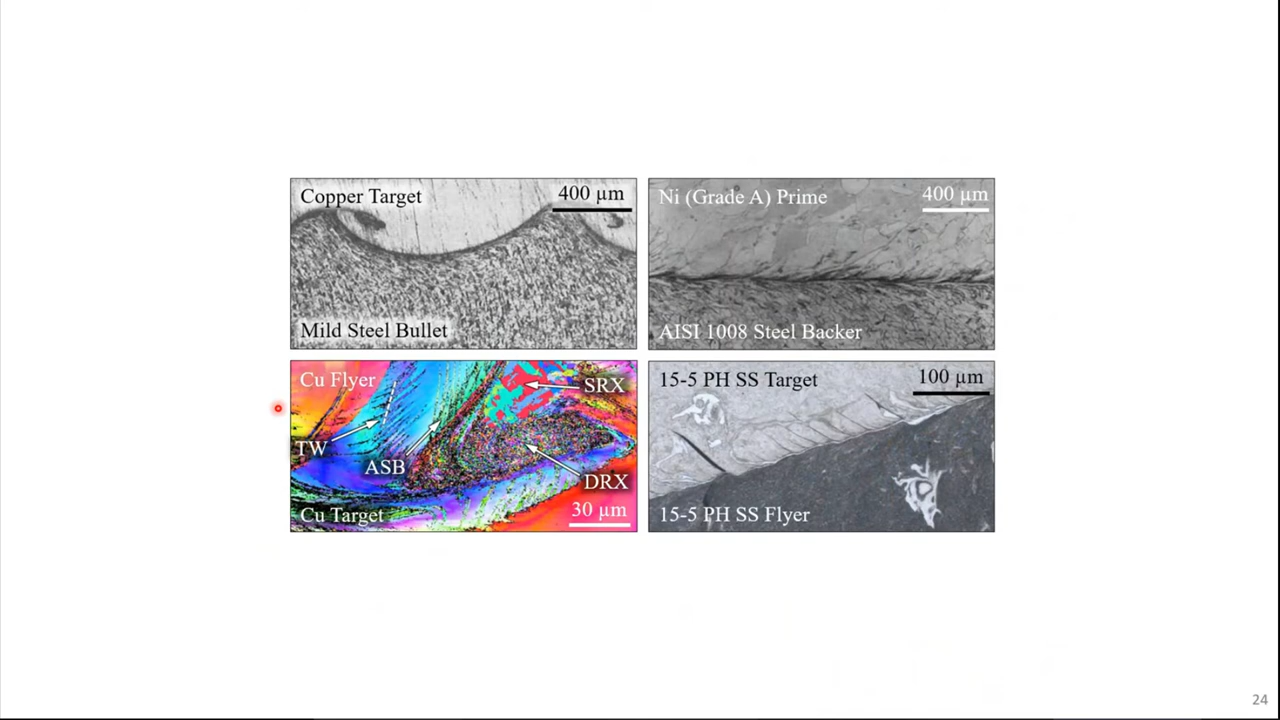 Copper Target
400 µm
Mild Steel Bullet
Ni (Grade A) Prime
400 µm
AISI 1008 Steel Backer
Cu Flyer
SRX
TW
ASB
DRX
Cu Target
30 µm
15-5 PH SS Target
100 µm
15-5 PH SS Flyer
24